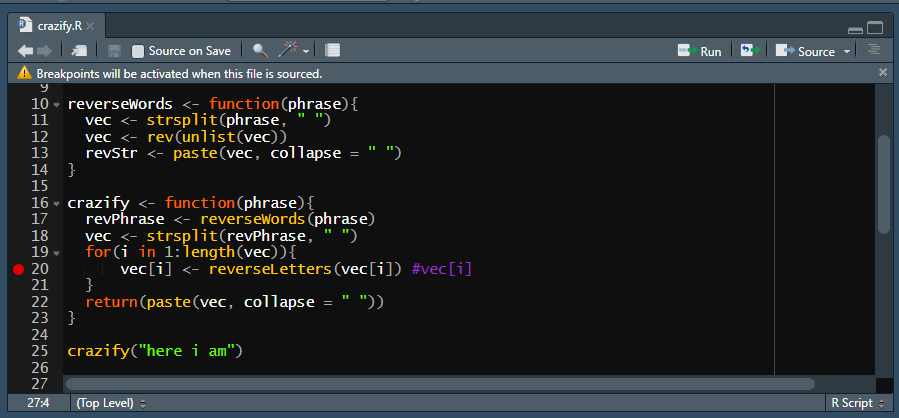 crazify.R
Source on Save
Run
Source
Breakpoints will be activated when this file is sourced.
9
10 reverseWords <- function(phrase){
11   vec <- strsplit(phrase, " ")
12   vec <- rev(unlist(vec))
13   revStr <- paste(vec, collapse = " ")
14 }
15
16 crazify <- function(phrase){
17   revPhrase <- reverseWords(phrase)
18   vec <- strsplit(revPhrase, " ")
19   for(i in 1:length(vec)){
20       vec[i] <- reverseLetters(vec[i]) #vec[i]
21   }
22   return(paste(vec, collapse = " "))
23 }
24
25 crazify("here i am")
26
27
27:4 (Top Level) R Script